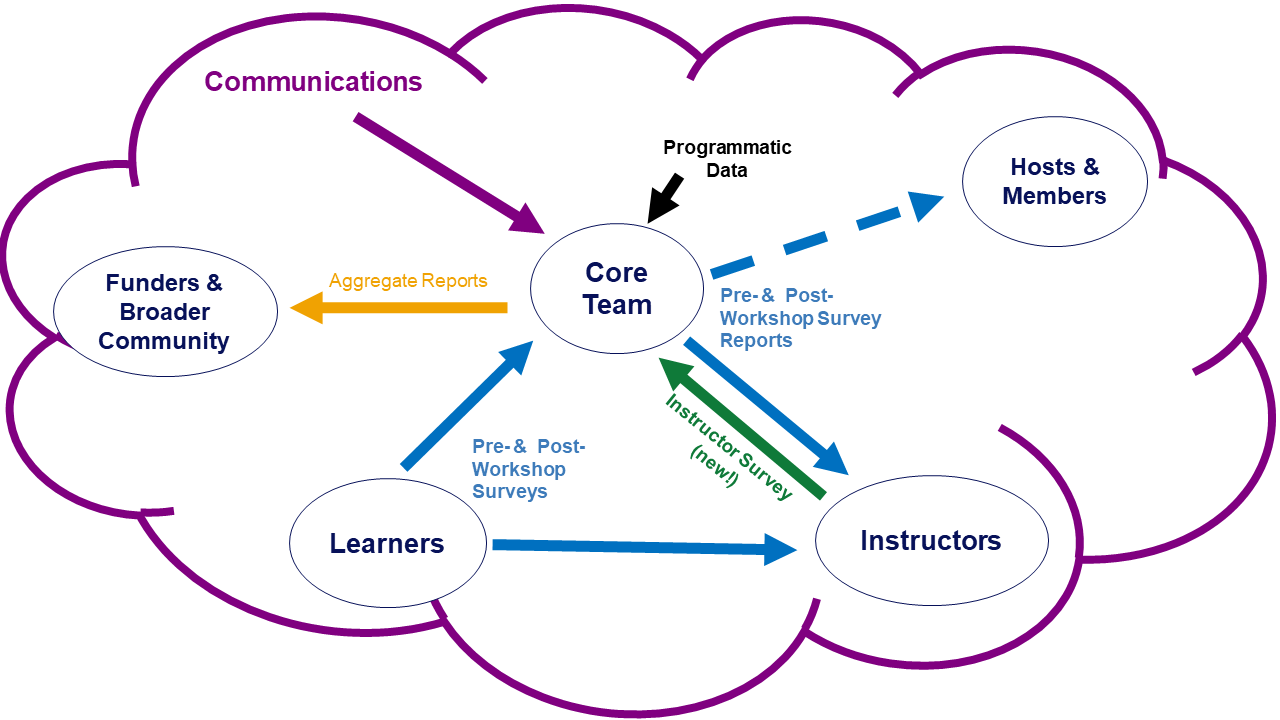 Communications
Programmatic
Data
Hosts &
Members
Core
Team
Funders &
Broader
Community
Aggregate Reports
Pre- & Post-
Workshop Survey
Reports
Instructor Survey
(new!)
Pre- & Post-
Workshop
Surveys
Learners
Instructors